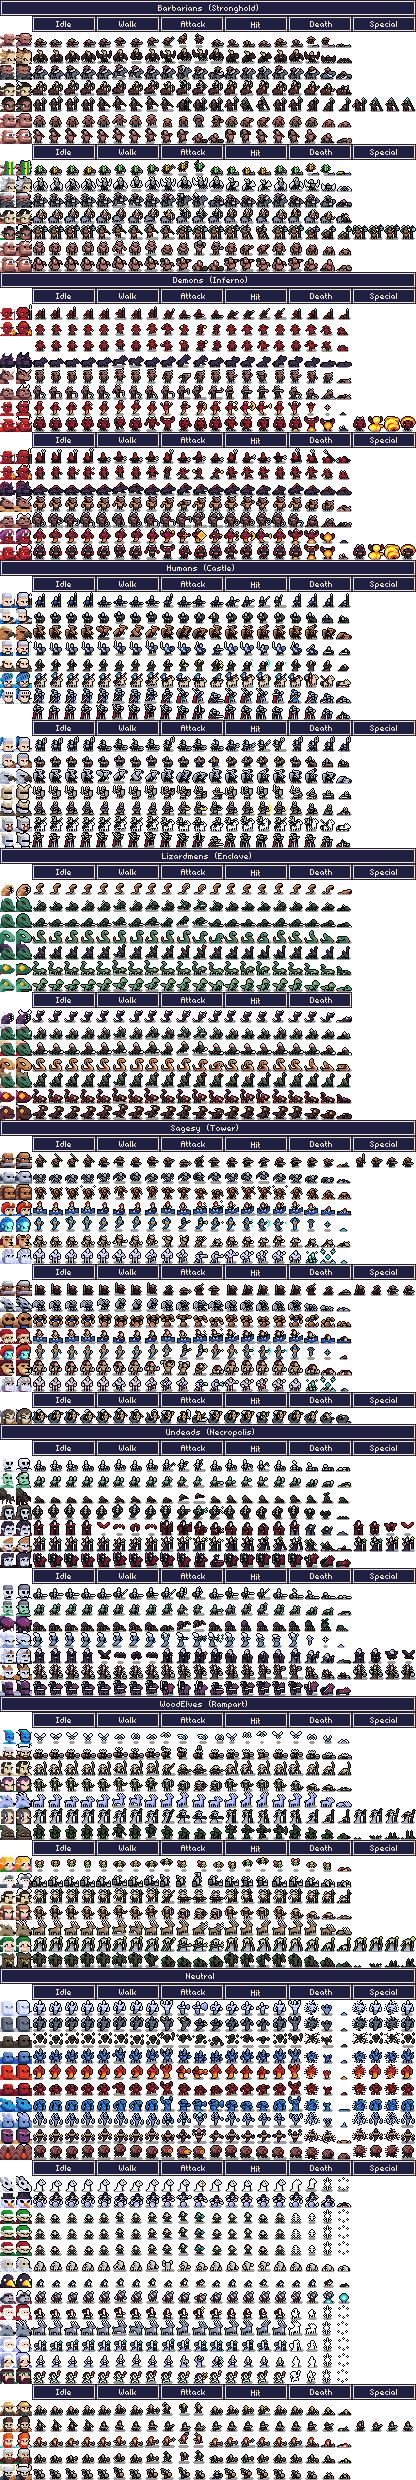 Barbarians (Stronghold)
Idle Walk Attack Hit Death Special
Idle Walk Attack Hit Death Special
Demons (Inferno)
Idle Walk Attack Hit Death Special
Idle Walk Attack Hit Death Special
Humans (Castle)
Idle Walk Attack Hit Death Special
Idle Walk Attack Hit Death Special
Lizardmens (Enclave)
Idle Walk Attack Hit Death Special
Idle Walk Attack Hit Death
Sagesy (Tower)
Idle Walk Attack Hit Death Special
Idle Walk Attack Hit Death Special
Idle Walk Attack Hit Death Special
Undeads (Necropolis)
Idle Walk Attack Hit Death Special
Idle Walk Attack Hit Death Special
WoodElves (Rampart)
Idle Walk Attack Hit Death Special
Idle Walk Attack Hit Death Special
Neutral
Idle Walk Attack Hit Death Special
Idle Walk Attack Hit Death Special
Idle Walk Attack Hit Death Special